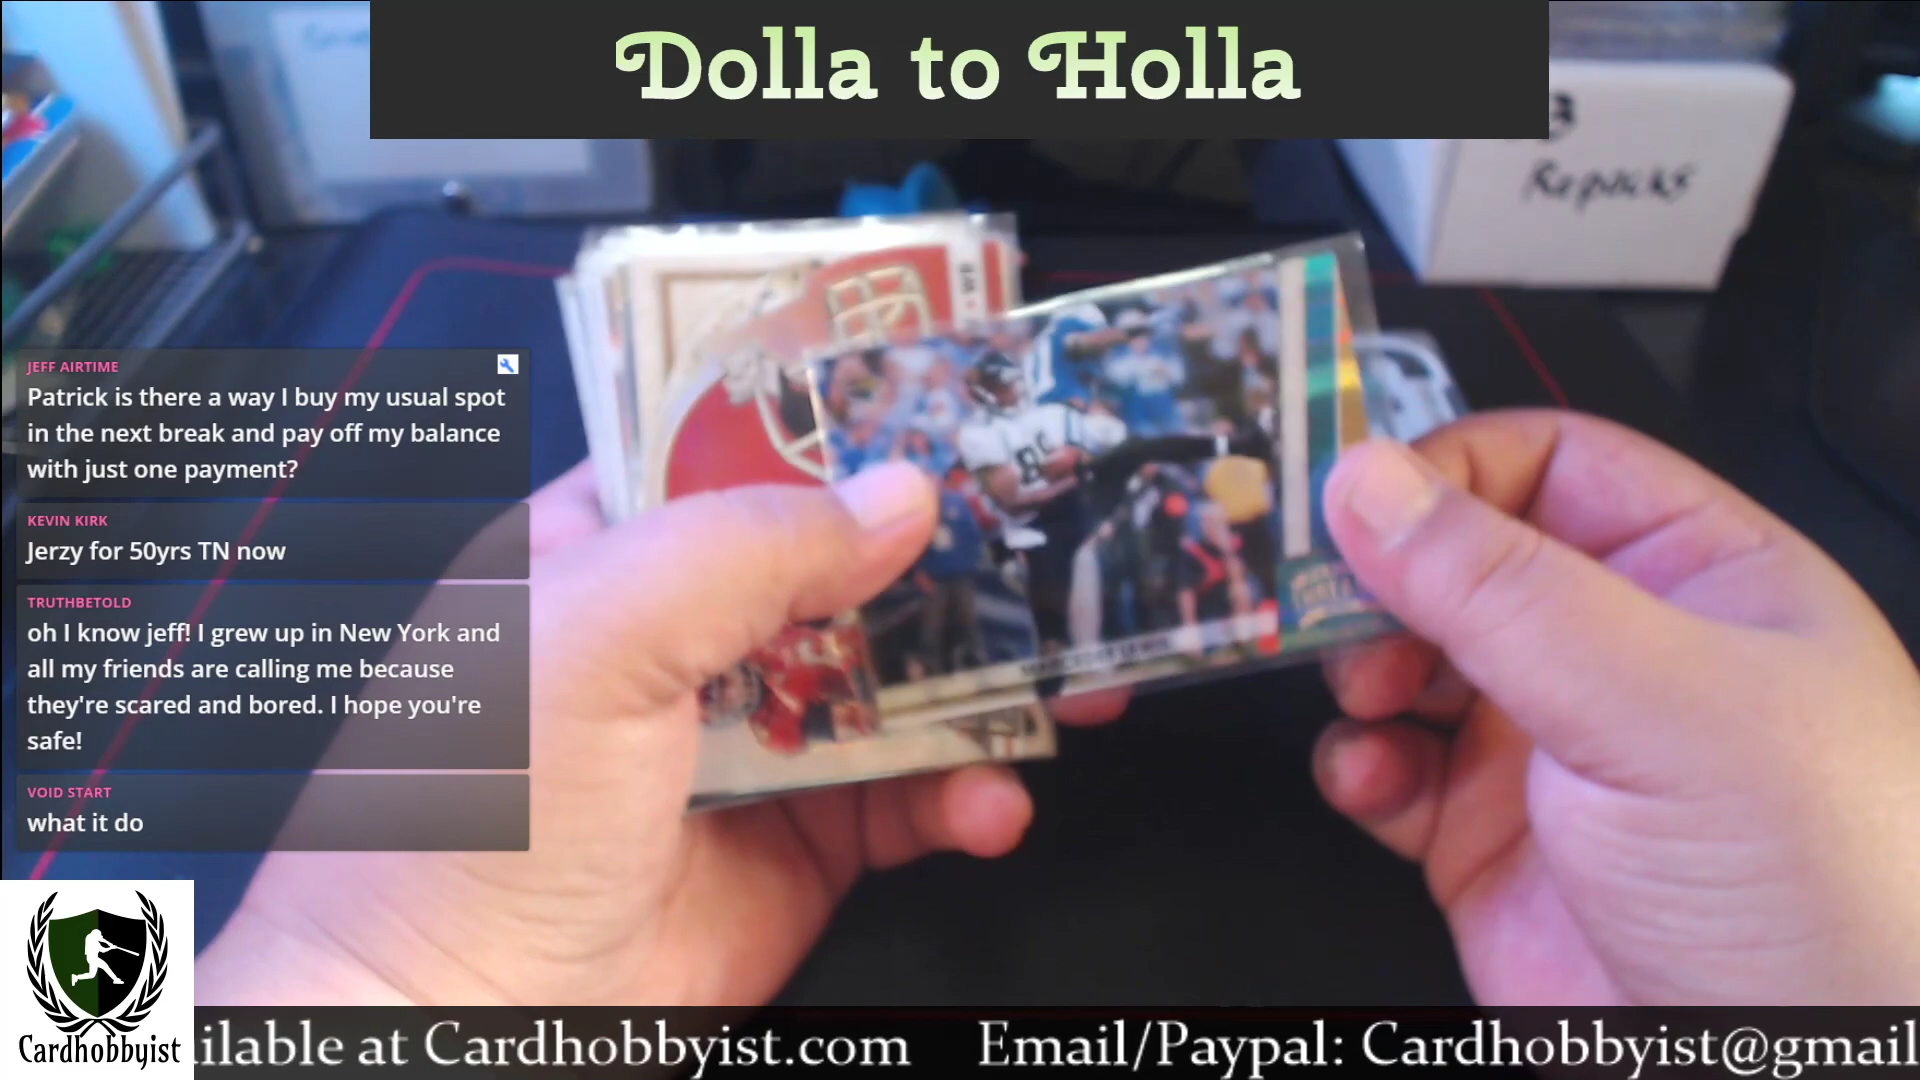 Dolla to Holla
3
Repacks
WR
JEFF AIRTIME
Patrick is there a way I buy my usual spot
in the next break and pay off my balance
with just one payment?
KEVIN KIRK
Jerzy for 50yrs TN now
TRUTHBETOLD
oh I know jeff! I grew up in New York and
all my friends are calling me because
they're scared and bored. I hope you're
safe!
VOID START
what it do
Cardhobbyist
ilable at Cardhobbyist.com Email/Paypal: Cardhobbyist@gmail